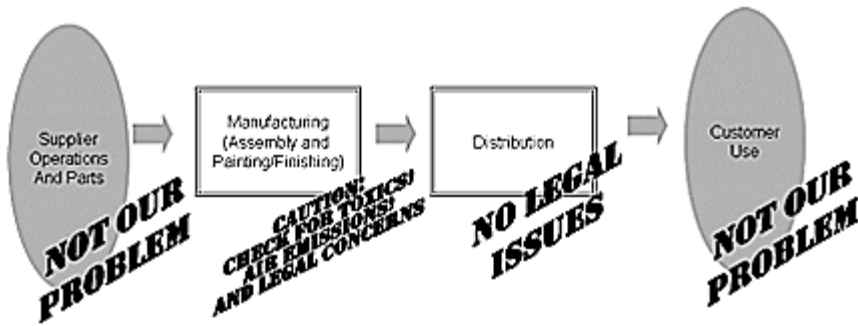 Supplier
Operations
And Parts
NOT OUR
PROBLEM
Manufacturing
(Assembly and
Painting/Finishing)
CAUTION:
CHECK FOR TOXICS!
AIR EMISSIONS!
AND LEGAL CONCERNS
Distribution
NO LEGAL
ISSUES
Customer
Use
NOT OUR
PROBLEM